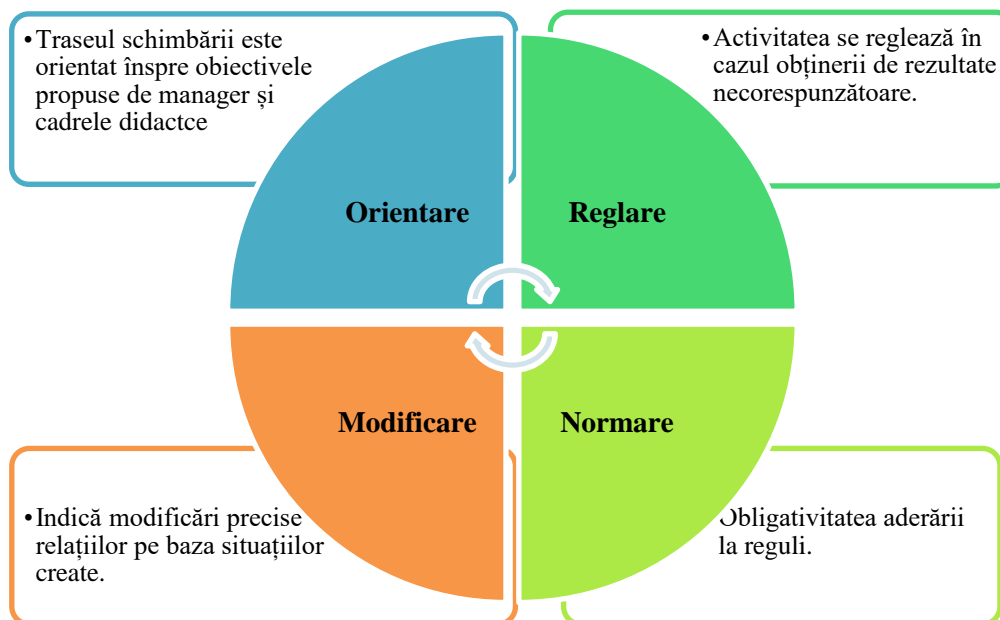 •Traseul schimbării este
orientat înspre obiectivele
propuse de manager și
cadrele didactce
•Activitatea se reglează în
cazul obținerii de rezultate
necorespunzătoare.
Orientare
Reglare
Modificare
Normare
•Indică modificări precise
relațiilor pe baza situațiilor
create.
Obligativitatea aderării
la reguli.